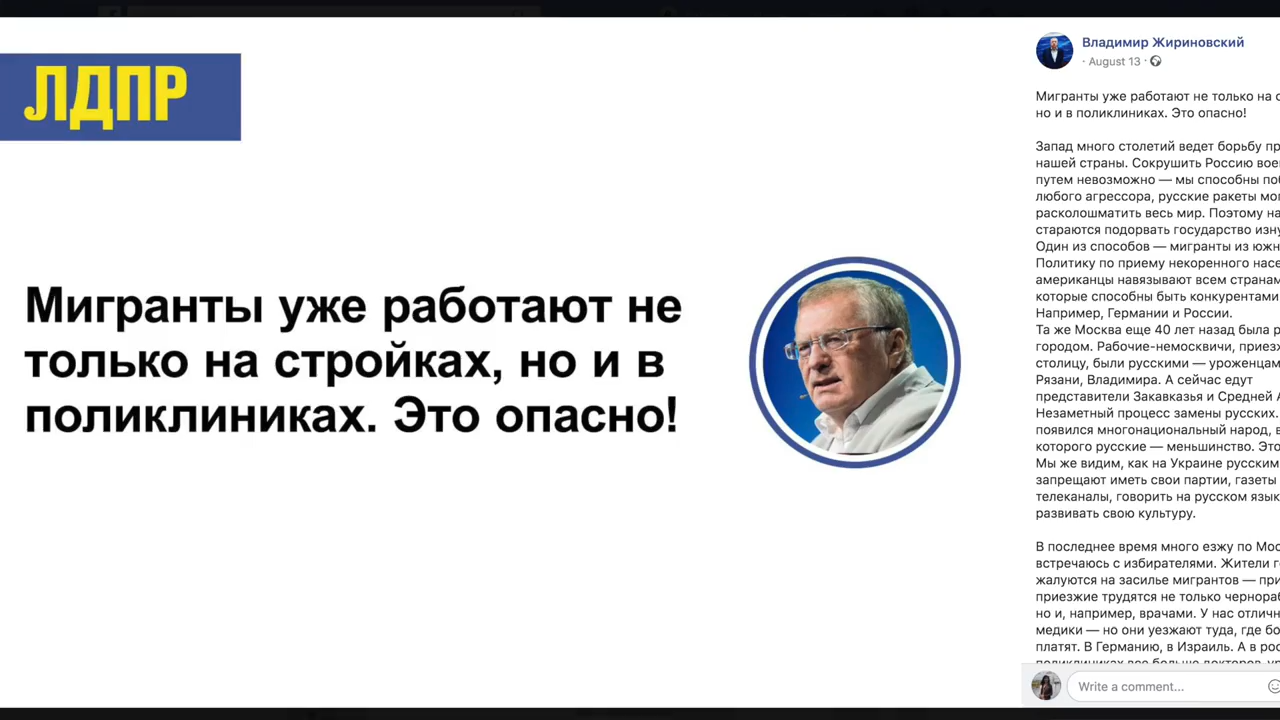 ЛДПР
Мигранты уже работают не
только на стройках, но и в
поликлиниках. Это опасно!
Владимир Жириновский
· August 13 ·
Мигранты уже работают не только на
но и в поликлиниках. Это опасно!
Запад много столетий ведет борьбу
нашей страны. Сокрушить Россию
путем невозможно — мы способны
любого агрессора, русские ракеты
расколошматить весь мир. Поэтому
стараются подорвать государство
Один из способов — мигранты из
Политику по приему некоренного
американцы навязывают всем странам
которые способны быть конкурентами
Например, Германии и России.
Та же Москва еще 40 лет назад была
городом. Рабочие-немосквичи,
столицу, были русскими —
Рязани, Владимира. А сейчас едут
представители Закавказья и Средней
Незаметный процесс замены русских.
появился многонациональный народ,
которого русские — меньшинство. Это
Мы же видим, как на Украине русским
запрещают иметь свои партии, газеты
телеканалы, говорить на русском
развивать свою культуру.
В последнее время много езжу по
встречаюсь с избирателями. Жители
жалуются на засилье мигрантов —
приезжие трудятся не только
но и, например, врачами. У нас
медики — но они уезжают туда, где
платят. В Германию, в Израиль. А в
поликлиниках все больше докторов
Write a comment...